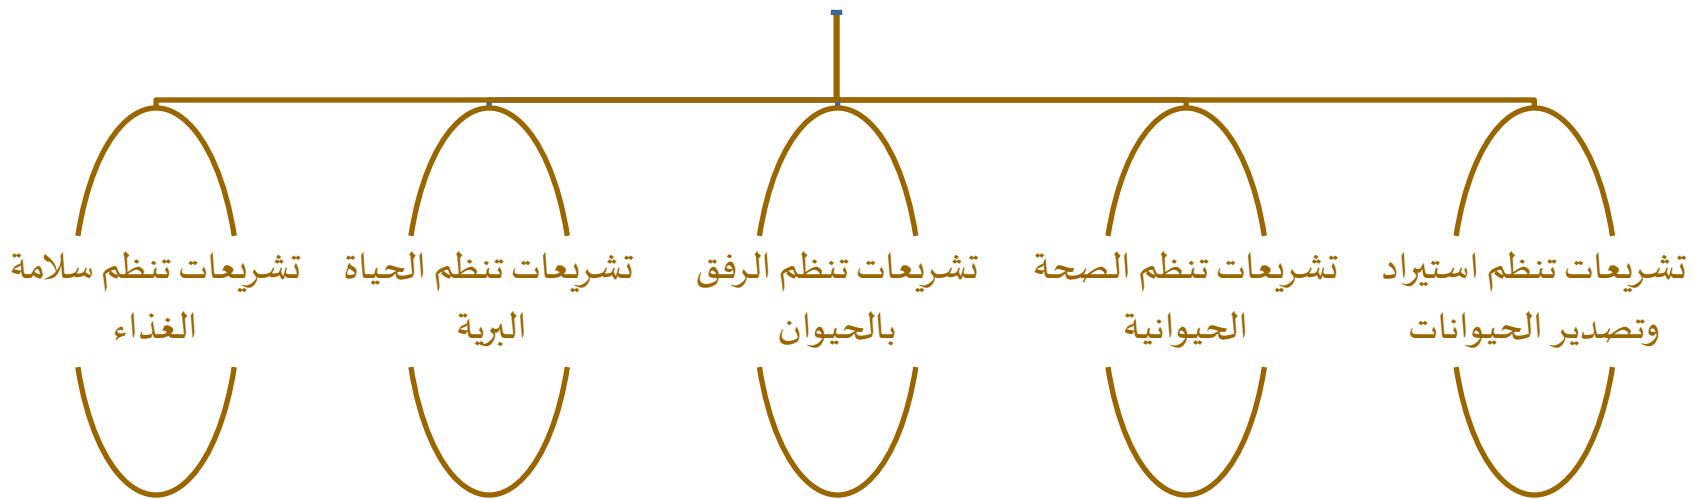 تشريعات تنظم استيراد
وتصدير الحيوانات
تشريعات تنظم الصحة
الحيوانية
تشريعات تنظم الرفق
بالحيوان
تشريعات تنظم الحياة
البرية
تشريعات تنظم سلامة
الغذاء